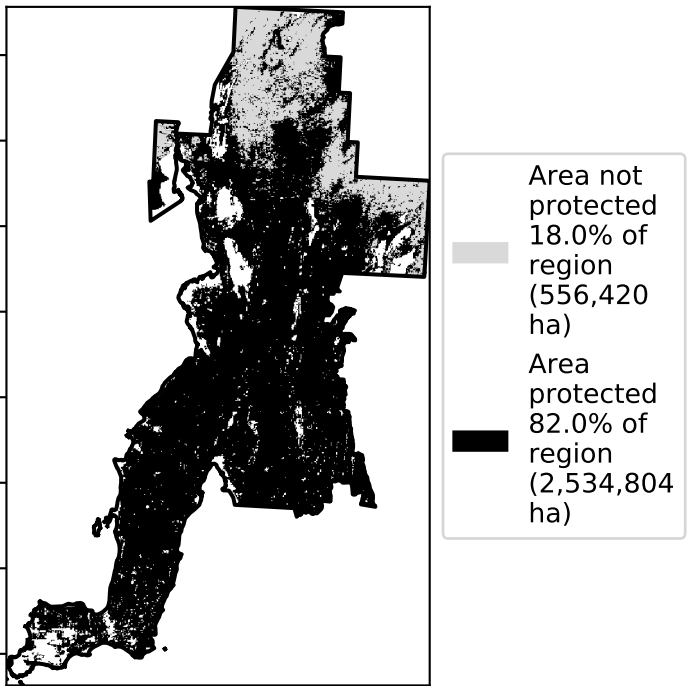 Area not
protected
18.0% of
region
(556,420
ha)
Area
protected
82.0% of
region
(2,534,804
ha)